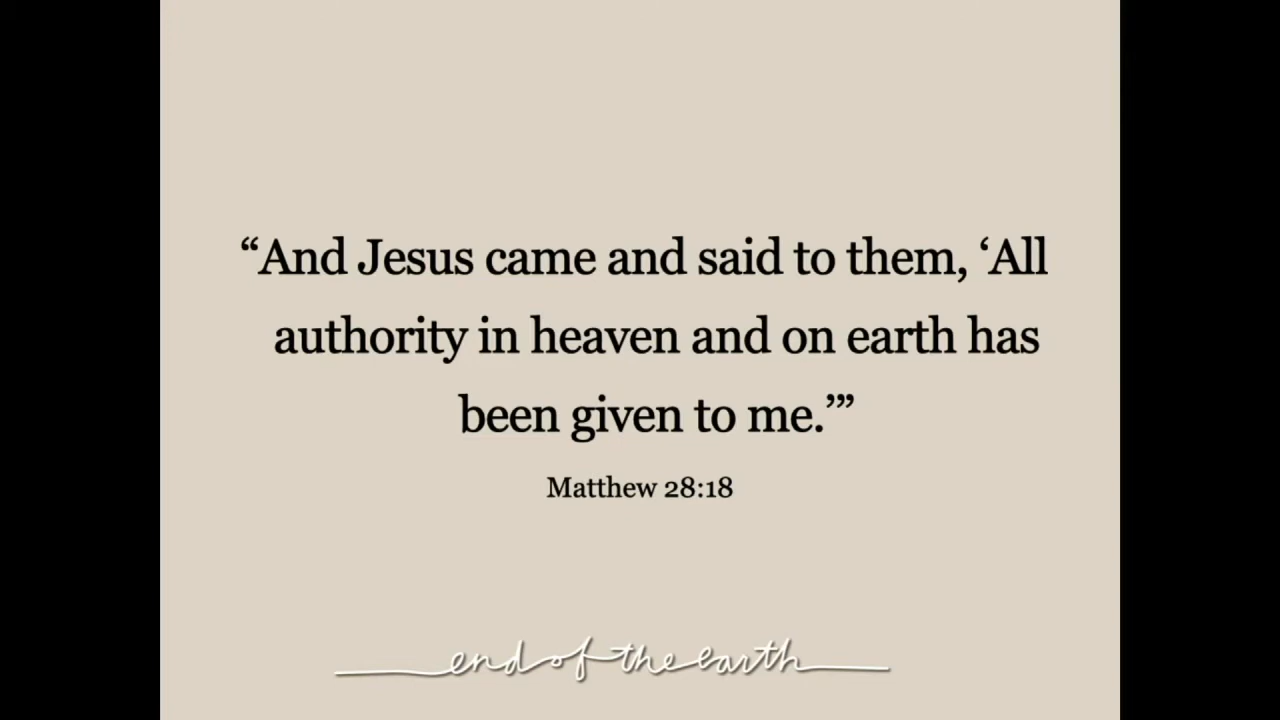 “And Jesus came and said to them, ‘All
authority in heaven and on earth has
been given to me.’”
Matthew 28:18
end of the earth